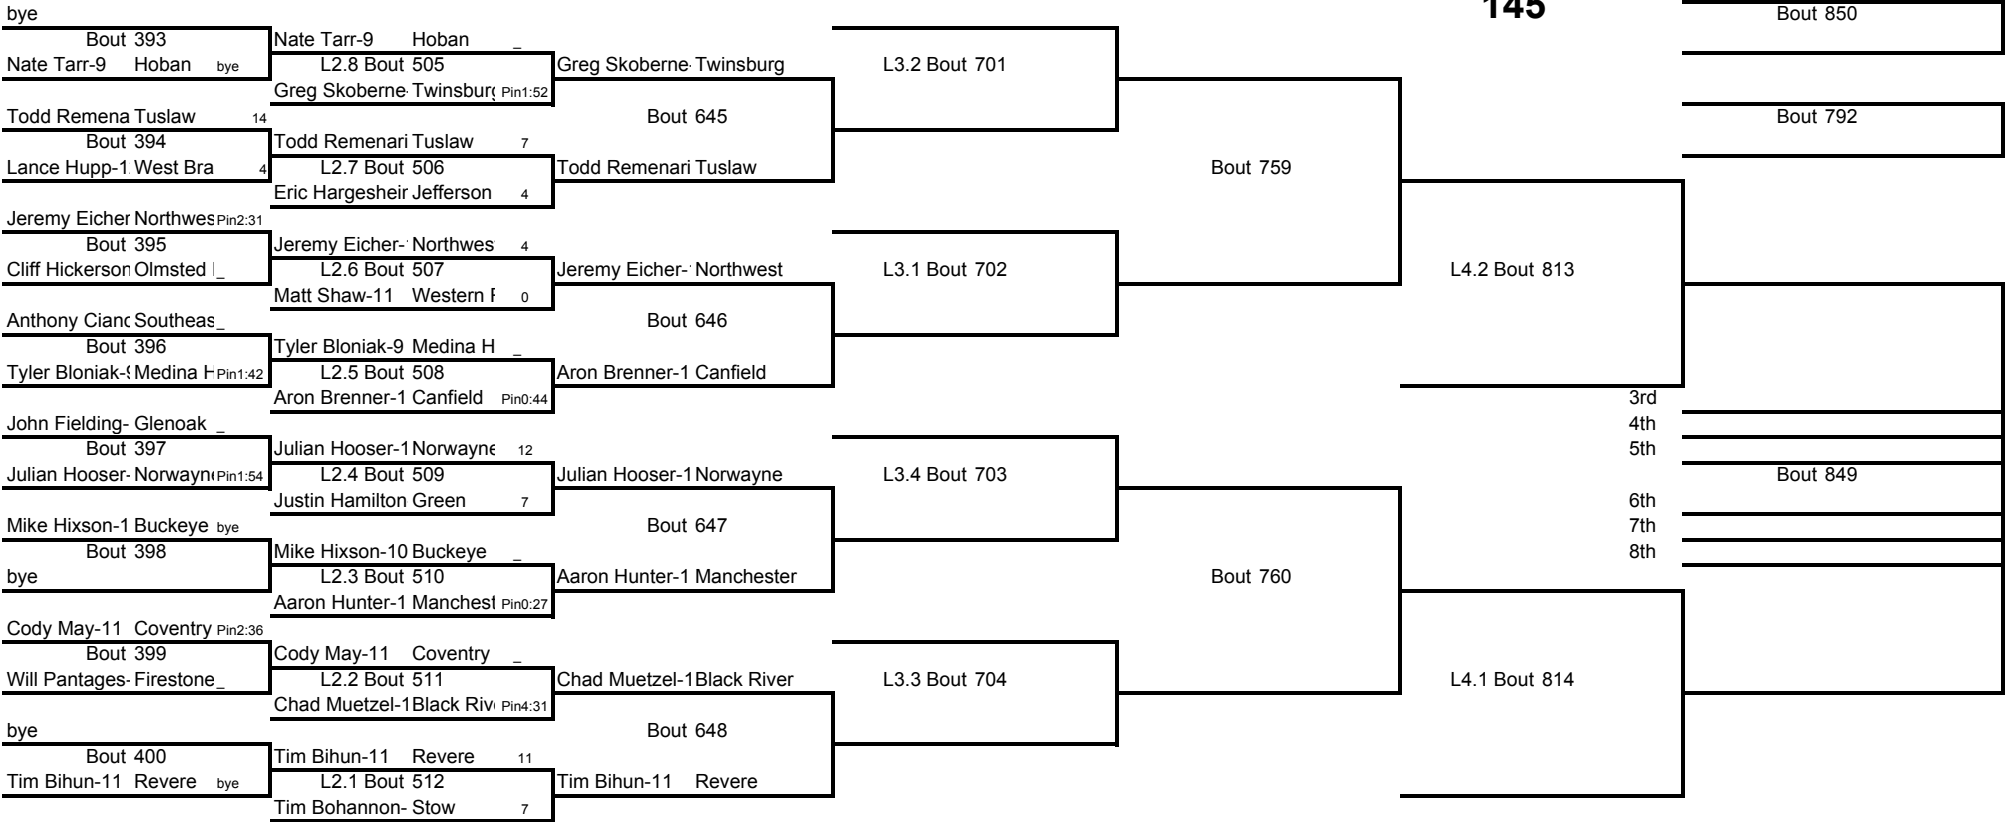 145
bye
Bout 393
Nate Tarr-9 Hoban bye
Todd Remena Tuslaw 14
Bout 394
Lance Hupp-1 West Bra 4
Jeremy Eicher Northwes Pin2:31
Bout 395
Cliff Hickerson Olmsted _
Anthony Cianc Southeas _
Bout 396
Tyler Bloniak-9 Medina H Pin1:42
John Fielding- Glenoak _
Bout 397
Julian Hooser- Norwayne Pin1:54
Mike Hixson-1 Buckeye bye
Bout 398
bye
Cody May-11 Coventry Pin2:36
Bout 399
Will Pantages- Firestone _
bye
Bout 400
Tim Bihun-11 Revere bye
Nate Tarr-9 Hoban _
L2.8 Bout 505
Greg Skoberne- Twinsburg Pin1:52
Todd Remenari Tuslaw 7
L2.7 Bout 506
Eric Hargesheir Jefferson 4
Jeremy Eicher- Northwes 4
L2.6 Bout 507
Matt Shaw-11 Western 0
Tyler Bloniak-9 Medina H _
L2.5 Bout 508
Aron Brenner-1 Canfield Pin0:44
Julian Hooser-1 Norwayne 12
L2.4 Bout 509
Justin Hamilton Green 7
Mike Hixson-10 Buckeye _
L2.3 Bout 510
Aaron Hunter-1 Manchest Pin0:27
Cody May-11 Coventry _
L2.2 Bout 511
Chad Muetzel-1 Black Riv Pin4:31
Tim Bihun-11 Revere 11
L2.1 Bout 512
Tim Bohannon- Stow 7
Greg Skoberne- Twinsburg
Bout 645
Todd Remenari Tuslaw
Jeremy Eicher- Northwest
Bout 646
Aron Brenner-1 Canfield
Julian Hooser-1 Norwayne
Bout 647
Aaron Hunter-1 Manchester
Chad Muetzel-1 Black River
Bout 648
Tim Bihun-11 Revere
L3.2 Bout 701
L3.1 Bout 702
L3.4 Bout 703
L3.3 Bout 704
Bout 759
Bout 760
L4.2 Bout 813
L4.1 Bout 814
Bout 850
Bout 792
3rd
4th
5th
Bout 849
6th
7th
8th